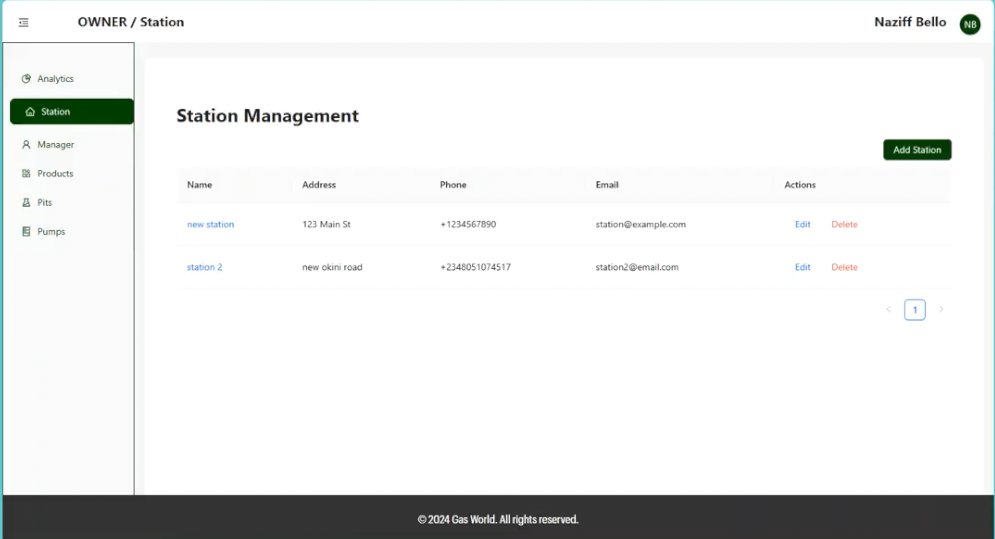 OWNER / Station
Naziff Bello
NB
Analytics
Station
Manager
Products
Pits
Pumps
Station Management
Add Station
Name Address Phone Email Actions
new station 123 Main St +1234567890 station@example.com Edit Delete
station 2 new okini road +2348051074517 station2@email.com Edit Delete
< 1 >
© 2024 Gas World. All rights reserved.